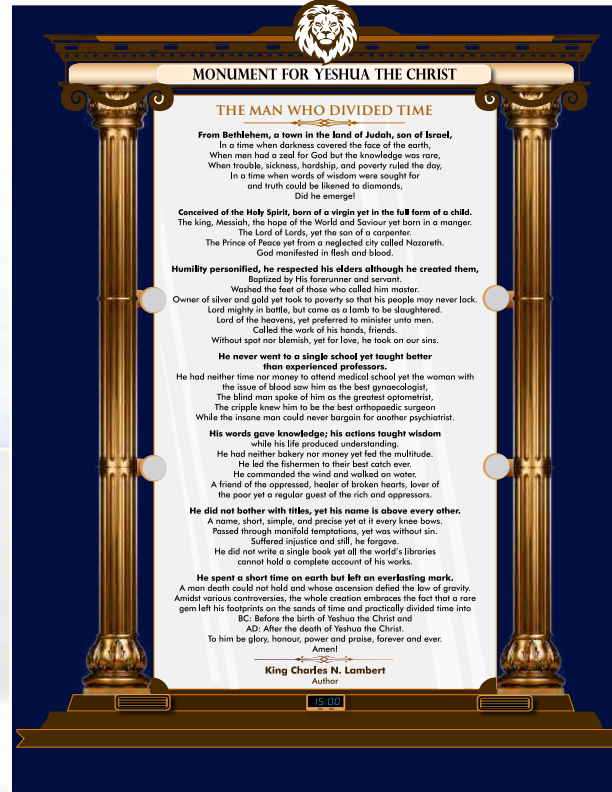 MONUMENT FOR YESHUA THE CHRIST
THE MAN WHO DIVIDED TIME
From Bethlehem, a town in the land of Judah, son of Israel,
In a time when darkness covered the face of the earth,
When men had a zeal for God but the knowledge was rare,
When trouble, sickness, hardship, and poverty ruled the day,
In a time when words of wisdom were sought for
and truth could be likened to diamonds,
Did he emerge!
Conceived of the Holy Spirit, born of a virgin yet in the full form of a child.
The king, Messiah, the hope of the World and Saviour yet born in a manger.
The Lord of Lords, yet the son of a carpenter.
The Prince of Peace yet from a neglected city called Nazareth.
God manifested in flesh and blood.
Humility personified, he respected his elders although he created them,
Baptized by His forerunner and servant.
Washed the feet of those who called him master.
Owner of silver and gold yet took to poverty so that his people may never lack.
Lord mighty in battle, but came as a lamb to be slaughtered.
Lord of the heavens, yet preferred to minister unto men.
Called the work of his hands, friends.
Without spot nor blemish, yet for love, he took on our sins.
He never went to a single school yet taught better
than experienced professors.
He had neither time nor money to attend medical school yet the woman with
the issue of blood saw him as the best gynaecologist,
The blind man spoke of him as the greatest optometrist,
The cripple knew him to be the best orthopaedic surgeon
While the insane man could never bargain for another psychiatrist.
His words gave knowledge; his actions taught wisdom
while his life produced understanding.
He had neither bakery nor money yet fed the multitude.
He led the fishermen to their best catch ever.
He commanded the wind and walked on water.
A friend of the oppressed, healer of broken hearts, lover of
the poor yet a regular guest of the rich and oppressors.
He did not bother with titles, yet his name is above every other.
A name, short, simple, and precise yet at it every knee bows.
Passed through manifold temptations, yet was without sin.
Suffered injustice and still, he forgave.
He did not write a single book yet all the world's libraries
cannot hold a complete account of his works.
He spent a short time on earth but left an everlasting mark.
A man death could not hold and whose ascension defied the law of gravity.
Amidst various controversies, the whole creation embraces the fact that a rare
gem left his footprints on the sands of time and practically divided time into
BC: Before the birth of Yeshua the Christ and
AD: After the death of Yeshua the Christ.
To him be glory, honour, power and praise, forever and ever.
Amen!
King Charles N. Lambert
Author
15:00